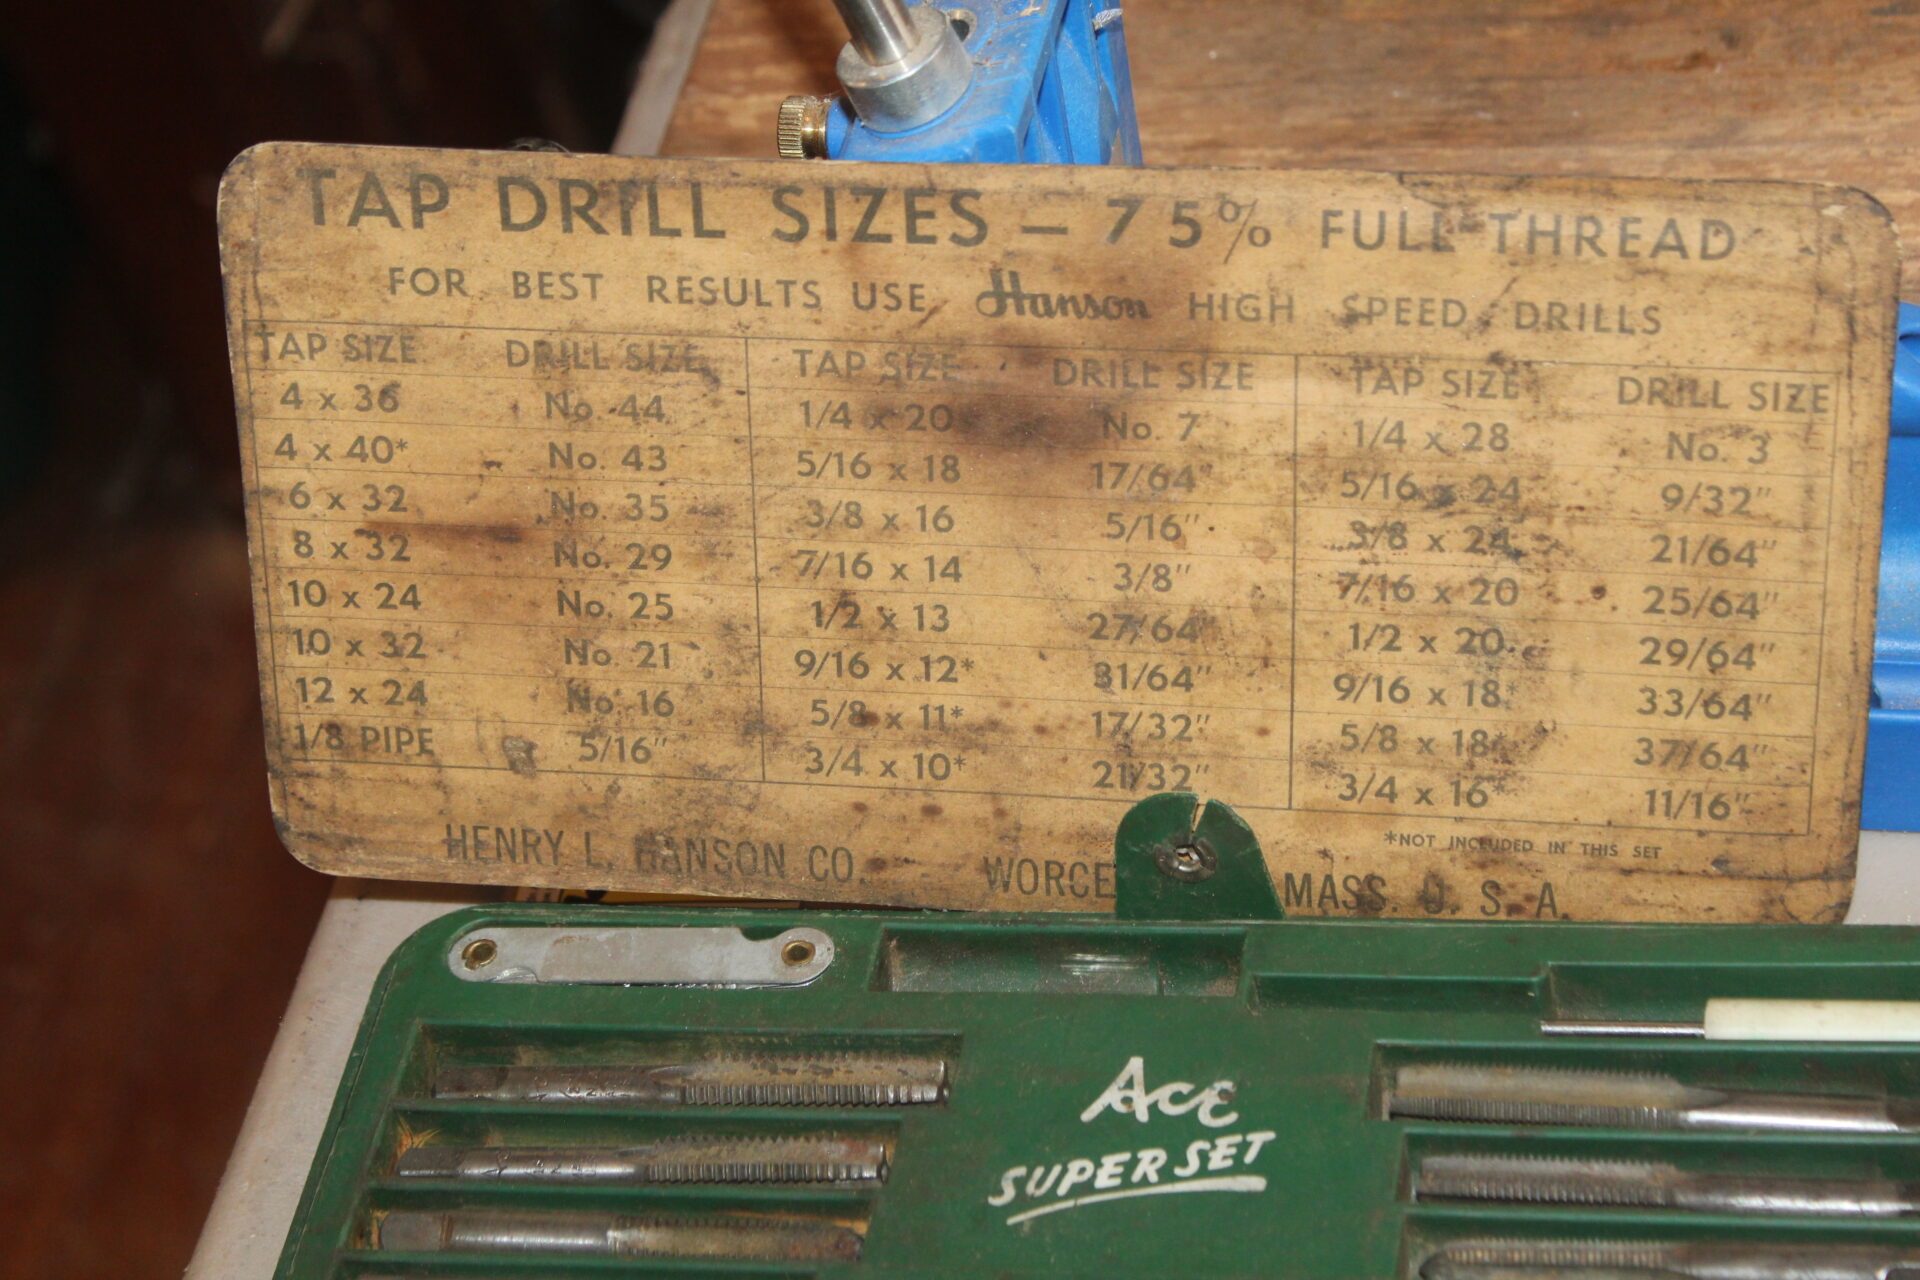 TAP DRILL SIZES — 75% FULL THREAD
FOR BEST RESULTS USE Hanson HIGH SPEED DRILLS
TAP SIZE DRILL SIZE TAP SIZE DRILL SIZE TAP SIZE DRILL SIZE
4 x 36 No. 44 1/4 x 20 No. 7 1/4 x 28 No. 3
4 x 40* No. 43 5/16 x 18 17/64" 5/16 x 24 9/32"
6 x 32 No. 35 3/8 x 16 5/16" 3/8 x 24 21/64"
8 x 32 No. 29 7/16 x 14 3/8" 7/16 x 20 25/64"
10 x 24 No. 25 1/2 x 13 27/64" 1/2 x 20 29/64"
10 x 32 No. 21 9/16 x 12* 31/64" 9/16 x 18* 33/64"
12 x 24 No. 16 5/8 x 11* 17/32" 5/8 x 18* 37/64"
1/8 PIPE 5/16" 3/4 x 10* 21/32" 3/4 x 16* 11/16"
*NOT INCLUDED IN THIS SET
HENRY L. HANSON CO. WORCE MASS. U. S. A.
Ace
SUPER SET